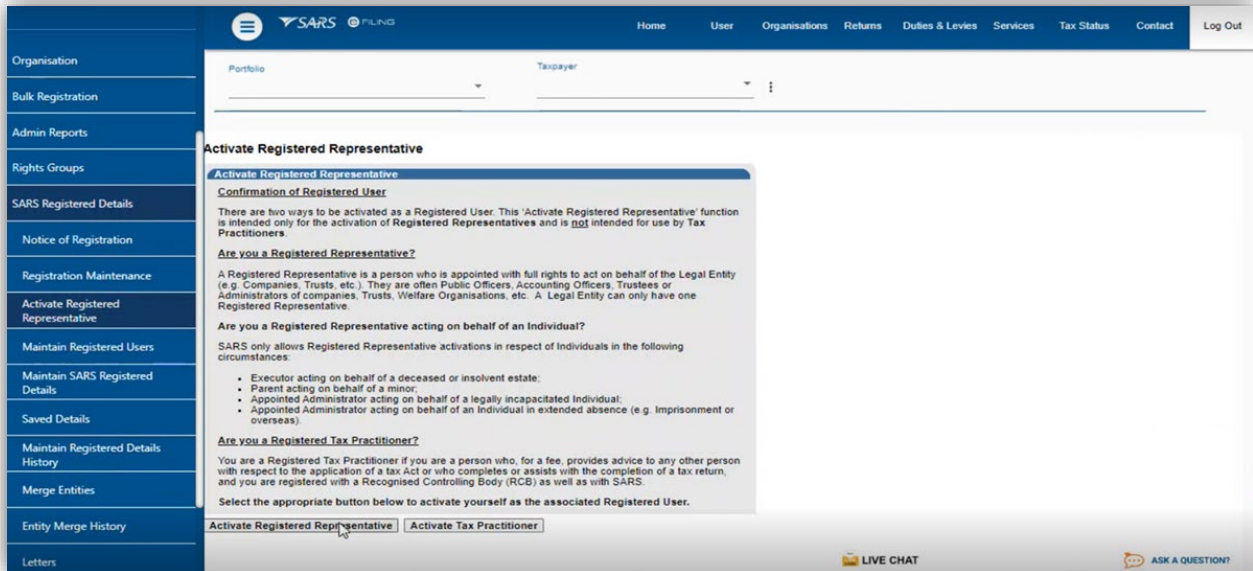 SARS eFILING
Home User Organisations Returns Duties & Levies Services Tax Status Contact Log Out
Organisation
Bulk Registration
Admin Reports
Rights Groups
SARS Registered Details
Notice of Registration
Registration Maintenance
Activate Registered
Representative
Maintain Registered Users
Maintain SARS Registered
Details
Saved Details
Maintain Registered Details
History
Merge Entities
Entity Merge History
Letters
Portfolio Taxpayer
Activate Registered Representative
Activate Registered Representative
Confirmation of Registered User
There are two ways to be activated as a Registered User. This 'Activate Registered Representative' function
is intended only for the activation of Registered Representatives and is not intended for use by Tax
Practitioners.
Are you a Registered Representative?
A Registered Representative is a person who is appointed with full rights to act on behalf of the Legal Entity
(e.g. Companies, Trusts, etc.). They are often Public Officers, Accounting Officers, Trustees or
Administrators of companies, Trusts, Welfare Organisations, etc. A Legal Entity can only have one
Registered Representative.
Are you a Registered Representative acting on behalf of an Individual?
SARS only allows Registered Representative activations in respect of Individuals in the following
circumstances:
• Executor acting on behalf of a deceased or insolvent estate;
• Parent acting on behalf of a minor;
• Appointed Administrator acting on behalf of a legally incapacitated Individual;
• Appointed Administrator acting on behalf of an Individual in extended absence (e.g. Imprisonment or
overseas).
Are you a Registered Tax Practitioner?
You are a Registered Tax Practitioner if you are a person who, for a fee, provides advice to any other person
with respect to the application of a tax Act or who completes or assists with the completion of a tax return,
and you are registered with a Recognised Controlling Body (RCB) as well as with SARS.
Select the appropriate button below to activate yourself as the associated Registered User.
Activate Registered Representative Activate Tax Practitioner
LIVE CHAT ASK A QUESTION?